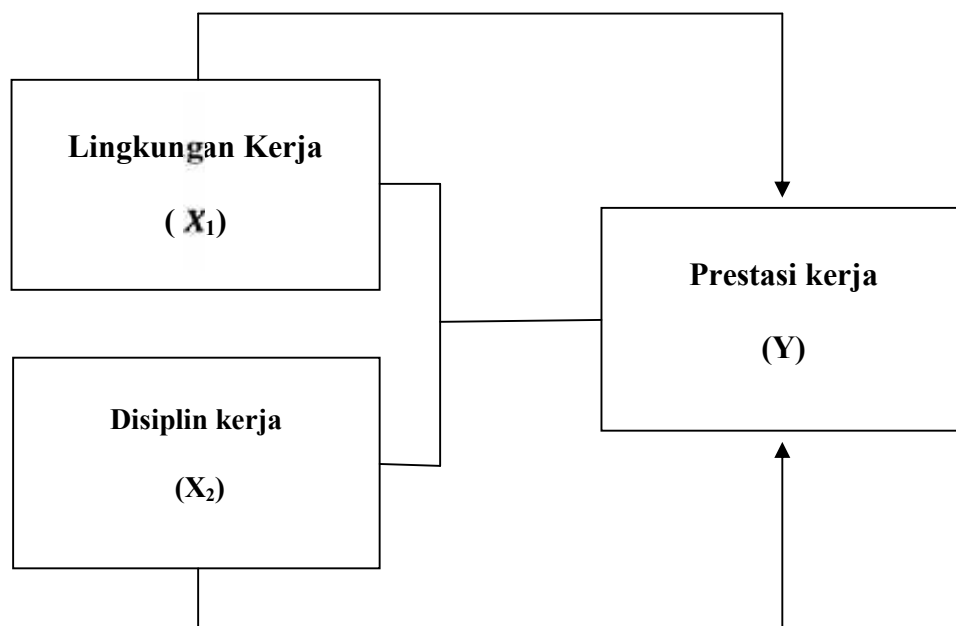 Lingkungan Kerja
( X₁)
Prestasi kerja
(Y)
Disiplin kerja
(X₂)